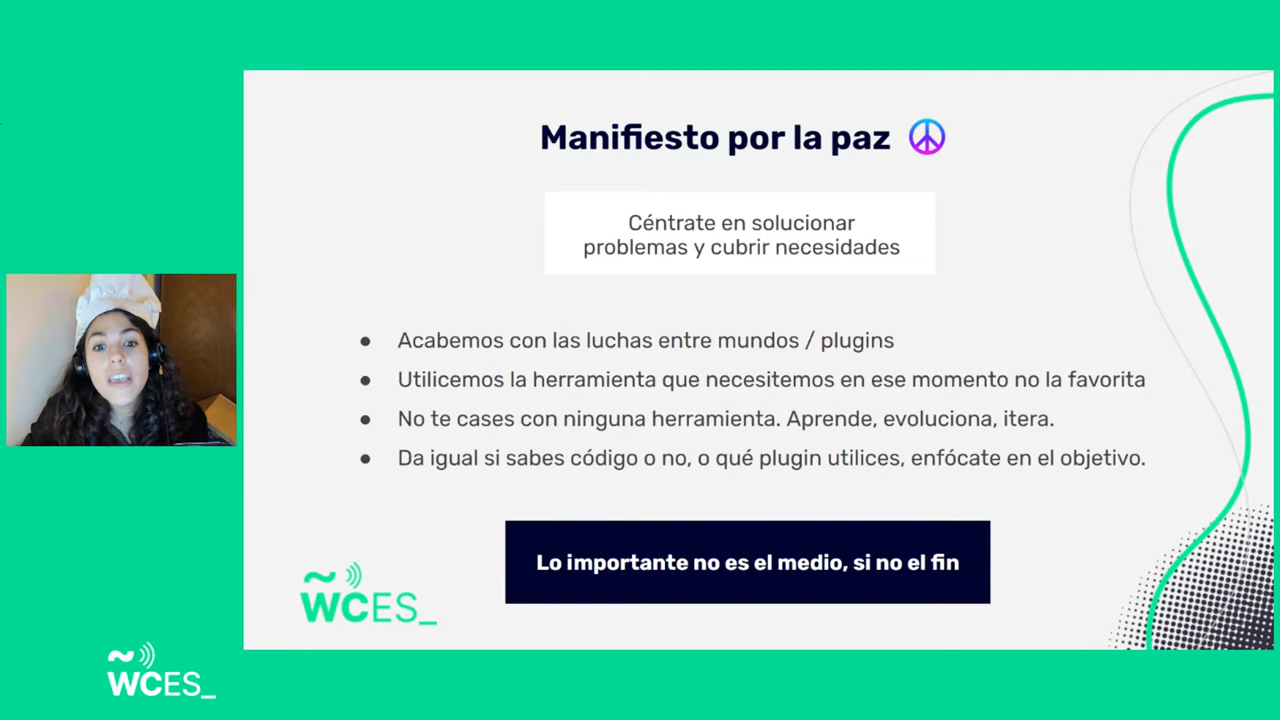 Manifiesto por la paz
Céntrate en solucionar
problemas y cubrir necesidades
● Acabemos con las luchas entre mundos / plugins
● Utilicemos la herramienta que necesitemos en ese momento no la favorita
● No te cases con ninguna herramienta. Aprende, evoluciona, itera.
● Da igual si sabes código o no, o qué plugin utilices, enfócate en el objetivo.
Lo importante no es el medio, si no el fin
~
WCES_
~
WCES_